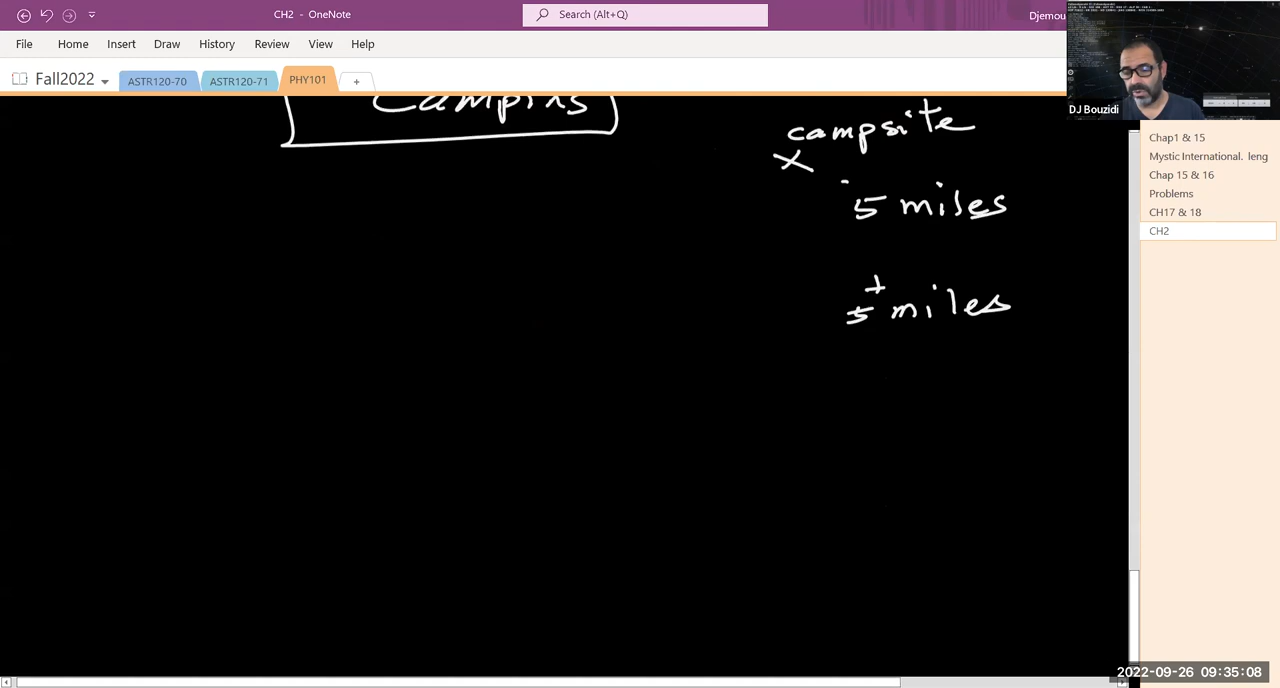 CH2 - OneNote
Search (Alt+Q)
Djemou
File Home Insert Draw History Review View Help
Fall2022 ASTR120-70 ASTR120-71 PHY101
DJ Bouzidi
Chap1 & 15
Mystic International. leng
Chap 15 & 16
Problems
CH17 & 18
CH2
Camping
campsite
5 miles
+
5 miles
2022-09-26 09:35:08